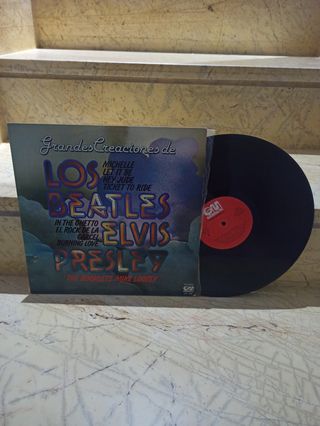 Grandes Creaciones de
LOS
BEATLES
MICHELLE
LET IT BE
HEY JUDE
TICKET TO RIDE
IN THE GHETTO
EL ROCK DE LA
CARCEL
BURNING LOVE
ELVIS
PRESLEY